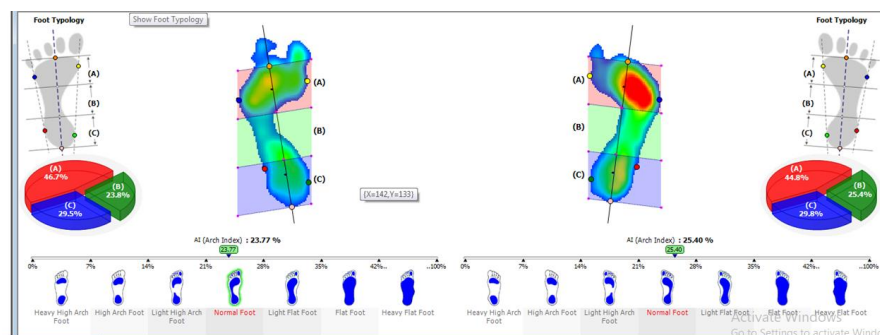 Foot Typology
Show Foot Typology
Foot Typology
(A)
(B)
(C)
(A)
(B)
(C)
(A)
(B)
(C)
(A)
(B)
(C)
(A)
46.7%
(B)
23.8%
(C)
29.5%
(X=142,Y=133)
(A)
44.8%
(B)
25.4%
(C)
29.8%
AI (Arch Index) : 23.77 %
AI (Arch Index) : 25.40 %
23.77
25.40
0% 7% 14% 21% 28% 35% 42%... ...100%
0% 7% 14% 21% 28% 35% 42%... ...100%
Heavy High Arch Foot
High Arch Foot
Light High Arch Foot
Normal Foot
Light Flat Foot
Flat Foot
Heavy Flat Foot
Heavy High Arch Foot
High Arch Foot
Light High Arch Foot
Normal Foot
Light Flat Foot
Flat Foot
Heavy Flat Foot
Activate Windows
Go to Settings to activate Windo